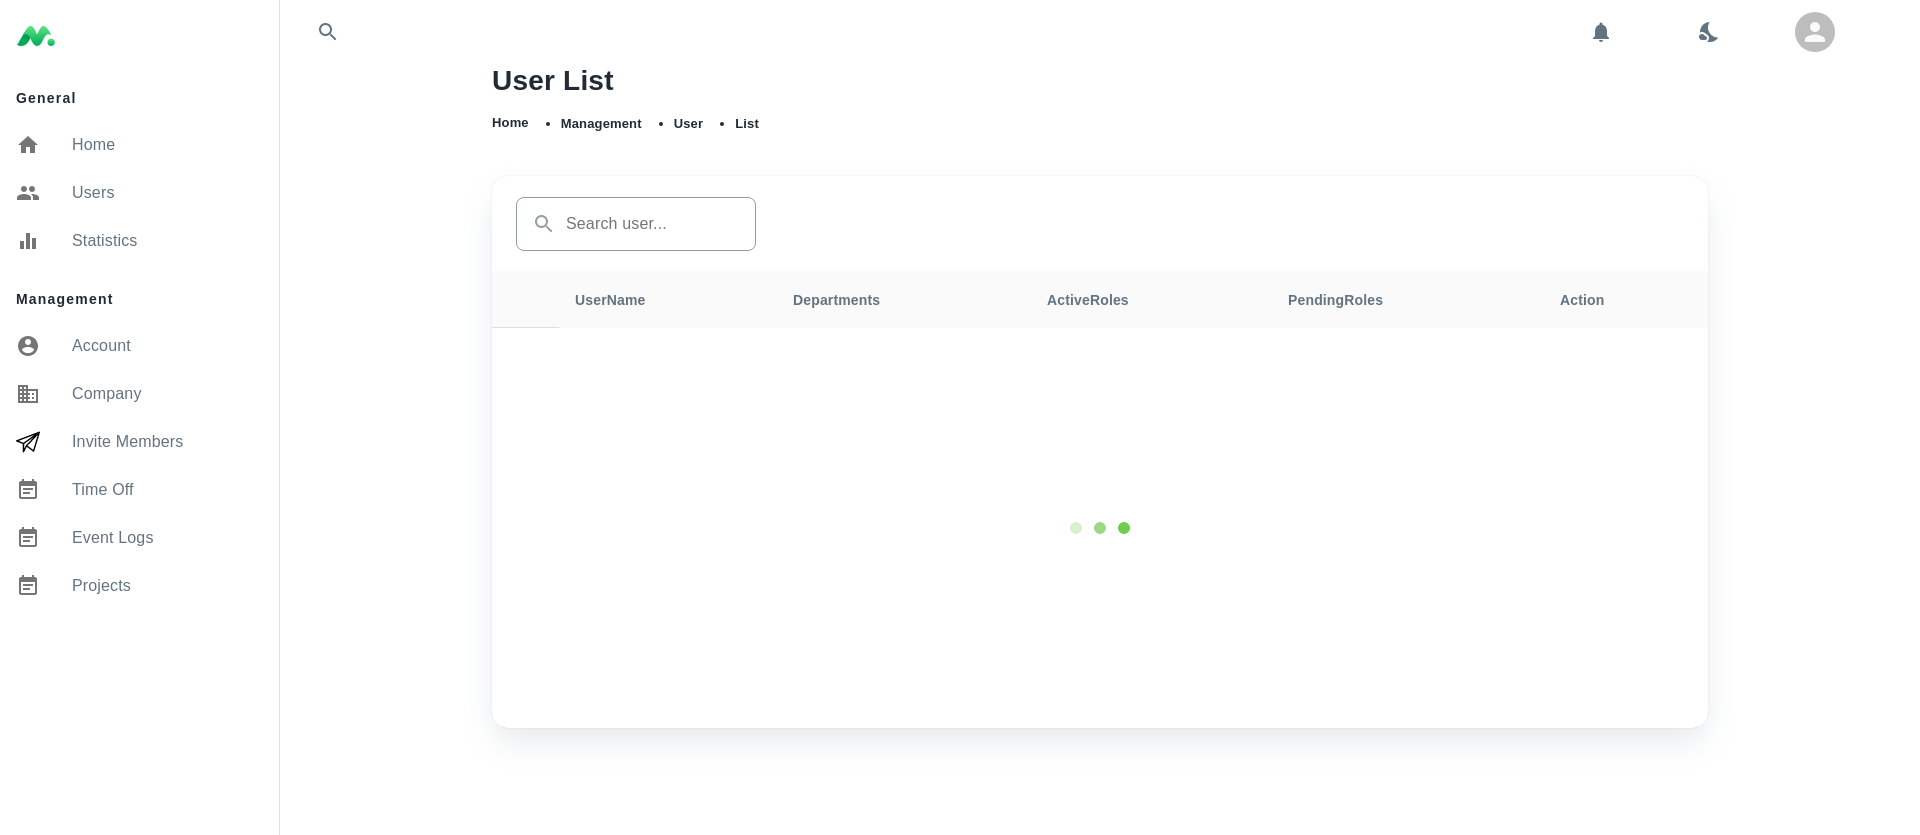 General
Home
Users
Statistics
Management
Account
Company
Invite Members
Time Off
Event Logs
Projects
User List
Home • Management • User • List
Search user...
UserName Departments ActiveRoles PendingRoles Action